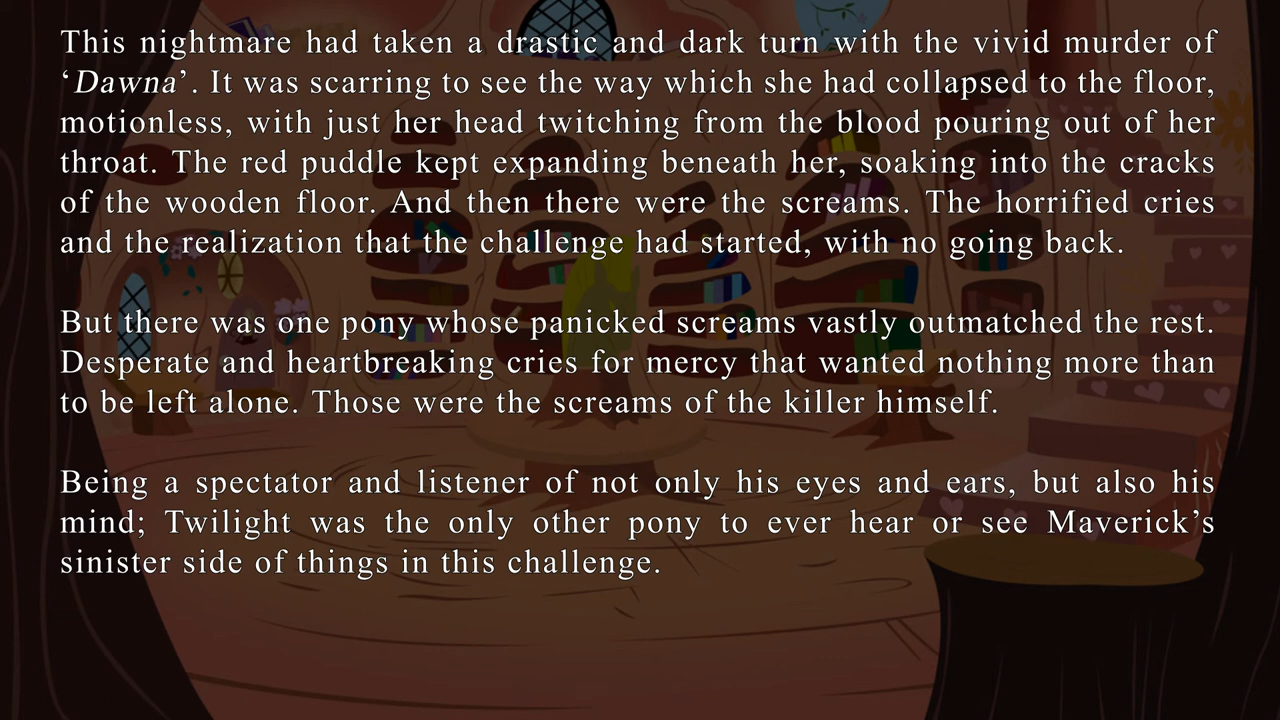 This nightmare had taken a drastic and dark turn with the vivid murder of
‘Dawna’. It was scarring to see the way which she had collapsed to the floor,
motionless, with just her head twitching from the blood pouring out of her
throat. The red puddle kept expanding beneath her, soaking into the cracks
of the wooden floor. And then there were the screams. The horrified cries
and the realization that the challenge had started, with no going back.
But there was one pony whose panicked screams vastly outmatched the rest.
Desperate and heartbreaking cries for mercy that wanted nothing more than
to be left alone. Those were the screams of the killer himself.
Being a spectator and listener of not only his eyes and ears, but also his
mind; Twilight was the only other pony to ever hear or see Maverick’s
sinister side of things in this challenge.